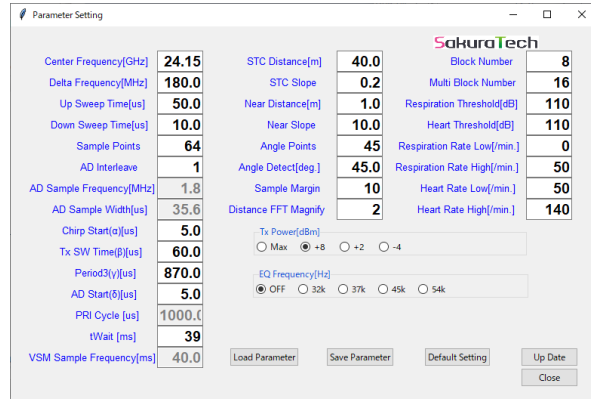 Parameter Setting
SakuraTech
Center Frequency[GHz] 24.15 STC Distance[m] 40.0 Block Number 8
Delta Frequency[MHz] 180.0 STC Slope 0.2 Multi Block Number 16
Up Sweep Time[us] 50.0 Near Distance[m] 1.0 Respiration Threshold[dB] 110
Down Sweep Time[us] 10.0 Near Slope 10.0 Heart Threshold[dB] 110
Sample Points 64 Angle Points 45 Respiration Rate Low[/min.] 0
AD Interleave 1 Angle Detect[deg.] 45.0 Respiration Rate High[/min.] 50
AD Sample Frequency[MHz] 1.8 Sample Margin 10 Heart Rate Low[/min.] 50
AD Sample Width[us] 35.6 Distance FFT Magnify 2 Heart Rate High[/min.] 140
Chirp Start(α)[us] 5.0 Tx Power[dBm]
Tx SW Time(β)[us] 60.0 Max +8 +2 -4
Period3(γ)[us] 870.0 EQ Frequency[Hz]
AD Start(δ)[us] 5.0 OFF 32k 37k 45k 54k
PRI Cycle [us] 1000.(
tWait [ms] 39
VSM Sample Frequency[ms] 40.0 Load Parameter Save Parameter Default Setting Up Date
Close